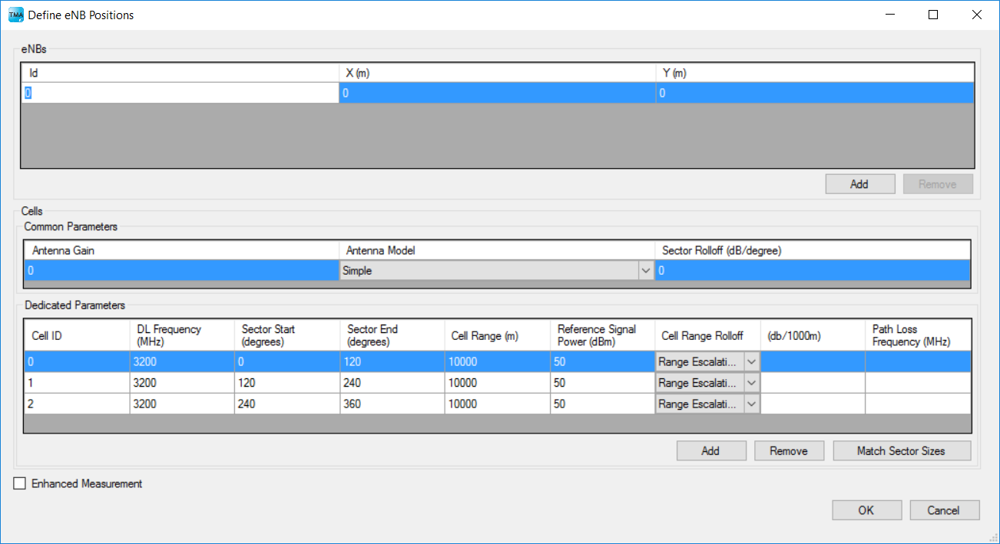 TMA Define eNB Positions
eNBs
Id X (m) Y (m)
0 0 0
Add Remove
Cells
Common Parameters
Antenna Gain Antenna Model Sector Rolloff (dB/degree)
0 Simple 0
Dedicated Parameters
Cell ID DL Frequency (MHz) Sector Start (degrees) Sector End (degrees) Cell Range (m) Reference Signal Power (dBm) Cell Range Rolloff (db/1000m) Path Loss Frequency (MHz)
0 3200 0 120 10000 50 Range Escalati...
1 3200 120 240 10000 50 Range Escalati...
2 3200 240 360 10000 50 Range Escalati...
Add Remove Match Sector Sizes
Enhanced Measurement
OK Cancel